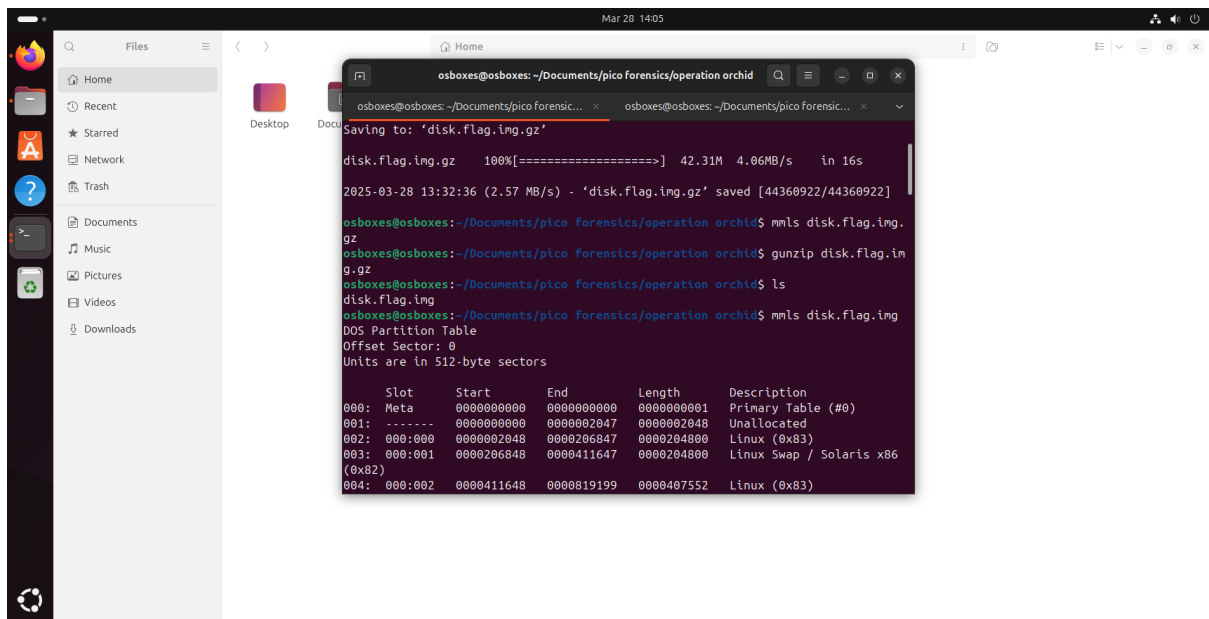 Mar 28 14:05
Files
Home
Home
Recent
Starred
Network
Trash
Documents
Music
Pictures
Videos
Downloads
Desktop
Docu
osboxes@osboxes: ~/Documents/pico forensics/operation orchid
osboxes@osboxes: ~/Documents/pico forensic...
osboxes@osboxes: ~/Documents/pico forensic...
Saving to: ‘disk.flag.img.gz’
disk.flag.img.gz 100%[===================>] 42.31M 4.06MB/s in 16s
2025-03-28 13:32:36 (2.57 MB/s) - ‘disk.flag.img.gz’ saved [44360922/44360922]
osboxes@osboxes:~/Documents/pico forensics/operation orchid$ mmls disk.flag.img.
gz
osboxes@osboxes:~/Documents/pico forensics/operation orchid$ gunzip disk.flag.im
g.gz
osboxes@osboxes:~/Documents/pico forensics/operation orchid$ ls
disk.flag.img
osboxes@osboxes:~/Documents/pico forensics/operation orchid$ mmls disk.flag.img
DOS Partition Table
Offset Sector: 0
Units are in 512-byte sectors
Slot Start End Length Description
000: Meta 0000000000 0000000000 0000000001 Primary Table (#0)
001: ------- 0000000000 0000002047 0000002048 Unallocated
002: 000:000 0000002048 0000206847 0000204800 Linux (0x83)
003: 000:001 0000206848 0000411647 0000204800 Linux Swap / Solaris x86
(0x82)
004: 000:002 0000411648 0000819199 0000407552 Linux (0x83)